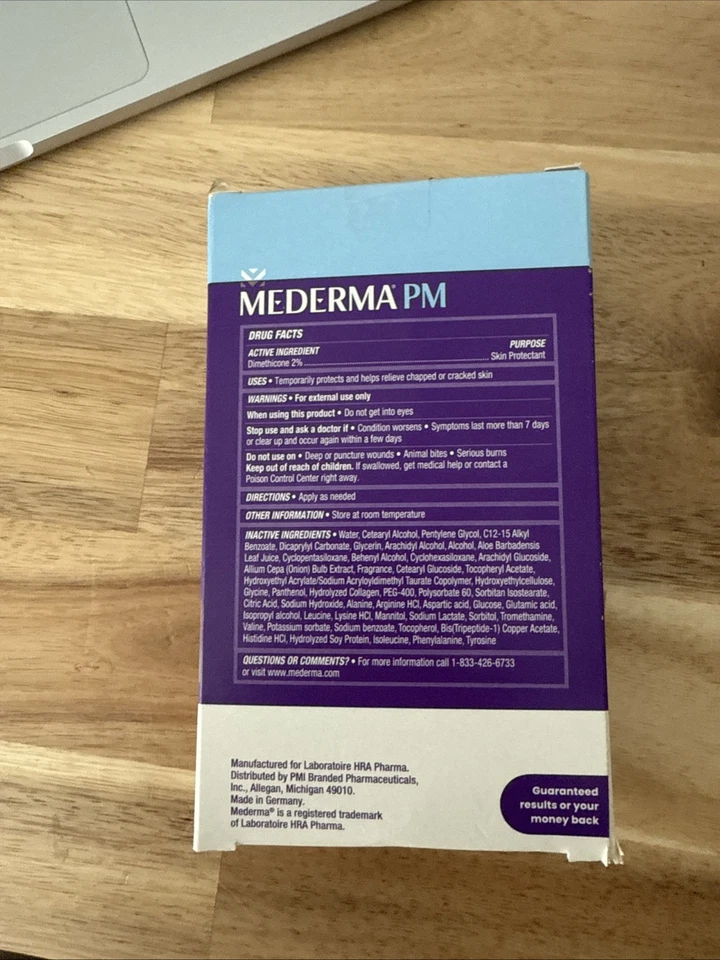 MEDERMA® PM
DRUG FACTS
ACTIVE INGREDIENT PURPOSE
Dimethicone 2% Skin Protectant
USES • Temporarily protects and helps relieve chapped or cracked skin
WARNINGS • For external use only
When using this product • Do not get into eyes
Stop use and ask a doctor if • Condition worsens • Symptoms last more than 7 days
or clear up and occur again within a few days
Do not use on • Deep or puncture wounds • Animal bites • Serious burns
Keep out of reach of children. If swallowed, get medical help or contact a
Poison Control Center right away.
DIRECTIONS • Apply as needed
OTHER INFORMATION • Store at room temperature
INACTIVE INGREDIENTS • Water, Cetearyl Alcohol, Pentylene Glycol, C12-15 Alkyl
Benzoate, Dicaprylyl Carbonate, Glycerin, Arachidyl Alcohol, Alcohol, Aloe Barbadensis
Leaf Juice, Cyclopentasiloxane, Behenyl Alcohol, Cyclohexasiloxane, Arachidyl Glucoside,
Allium Cepa (Onion) Bulb Extract, Fragrance, Cetearyl Glucoside, Tocopheryl Acetate,
Hydroxyethyl Acrylate/Sodium Acryloyldimethyl Taurate Copolymer, Hydroxyethylcellulose,
Glycine, Panthenol, Hydrolyzed Collagen, PEG-400, Polysorbate 60, Sorbitan Isostearate,
Citric Acid, Sodium Hydroxide, Alanine, Arginine HCl, Aspartic acid, Glucose, Glutamic acid,
Isopropyl alcohol, Leucine, Lysine HCl, Mannitol, Sodium Lactate, Sorbitol, Tromethamine,
Valine, Potassium sorbate, Sodium benzoate, Tocopherol, Bis(Tripeptide-1) Copper Acetate,
Histidine HCl, Hydrolyzed Soy Protein, Isoleucine, Phenylalanine, Tyrosine
QUESTIONS OR COMMENTS? • For more information call 1-833-426-6733
or visit www.mederma.com
Manufactured for Laboratoire HRA Pharma.
Distributed by PMI Branded Pharmaceuticals,
Inc., Allegan, Michigan 49010.
Made in Germany.
Mederma® is a registered trademark
of Laboratoire HRA Pharma.
Guaranteed
results or your
money back